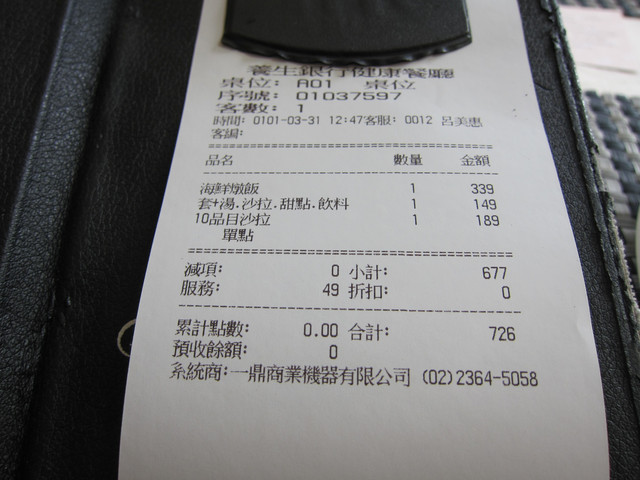 養生銀行健康餐廳
桌位: A01 桌位
序號: 01037597
客數: 1
時間: 0101-03-31 12:47客服: 0012 呂美惠
客編:
品名 數量 金額
海鮮燉飯 1 339
套+湯.沙拉.甜點.飲料 1 149
10品目沙拉 1 189
單點
減項: 0 小計: 677
服務: 49 折扣: 0
累計點數: 0.00 合計: 726
預收餘額: 0
系統商:一鼎商業機器有限公司 (02)2364-5058